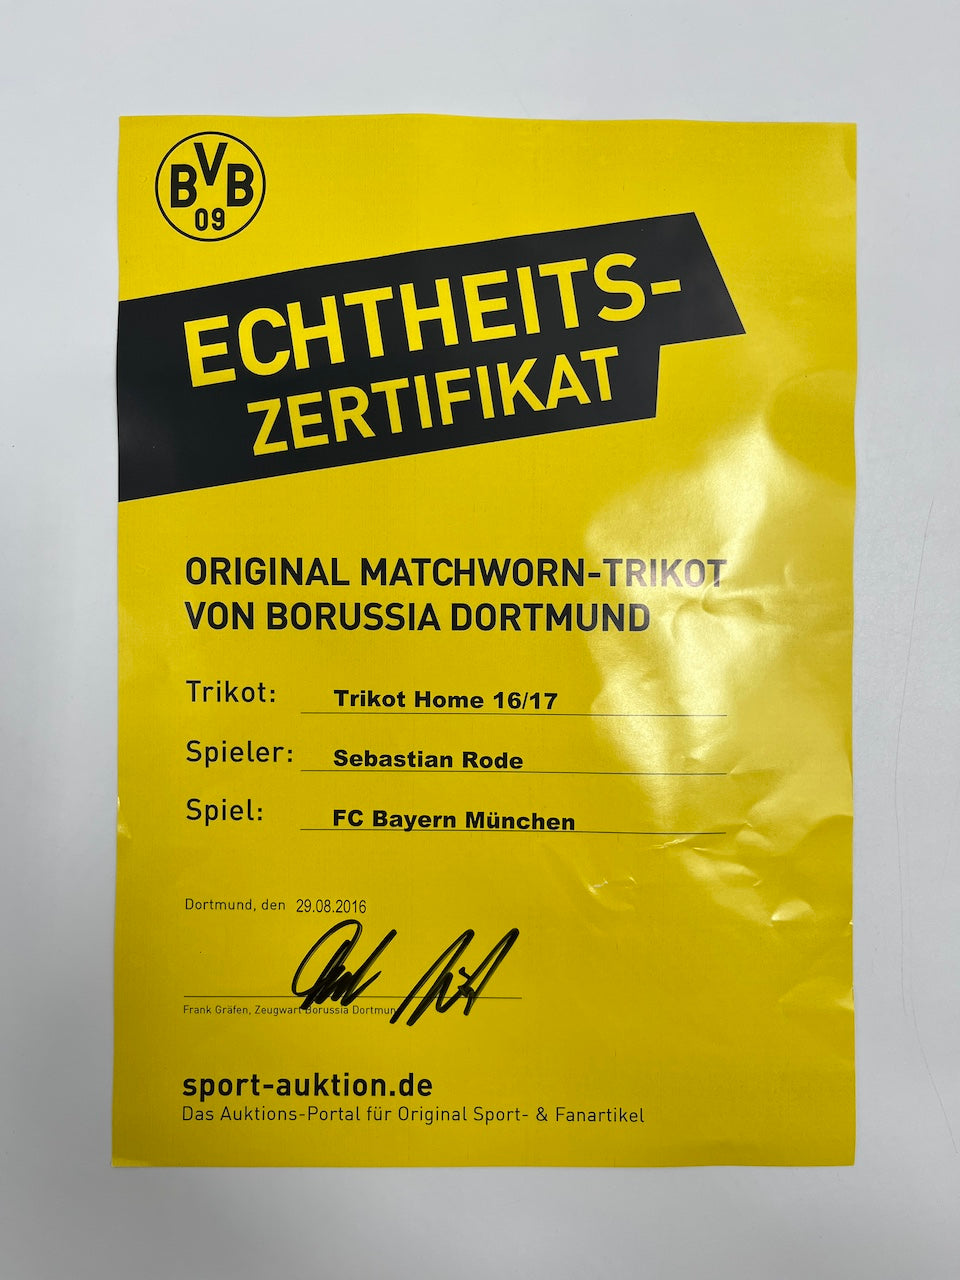 BVB
09
ECHTHEITS-
ZERTIFIKAT
ORIGINAL MATCHWORN-TRIKOT
VON BORUSSIA DORTMUND
Trikot: Trikot Home 16/17
Spieler: Sebastian Rode
Spiel: FC Bayern München
Dortmund, den 29.08.2016
Frank Gräfen, Zeugwart Borussia Dortmund
sport-auktion.de
Das Auktions-Portal für Original Sport- & Fanartikel